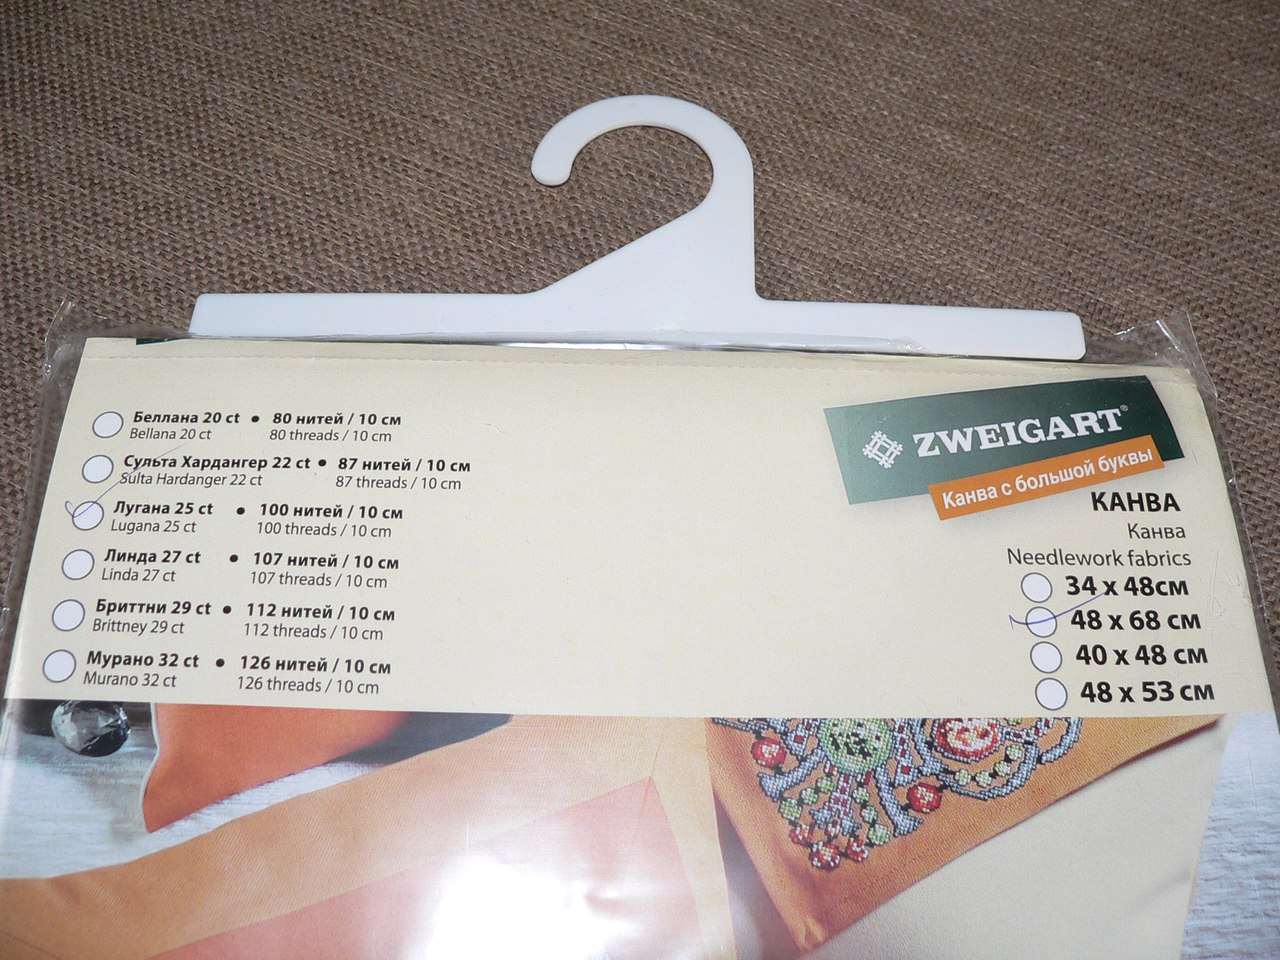 Беллана 20 ct • 80 нитей / 10 см
Bellana 20 ct 80 threads / 10 cm
Сульта Хардангер 22 ct • 87 нитей / 10 см
Sulta Hardanger 22 ct 87 threads / 10 cm
Лугана 25 ct • 100 нитей / 10 см
Lugana 25 ct 100 threads / 10 cm
Линда 27 ct • 107 нитей / 10 см
Linda 27 ct 107 threads / 10 cm
Бриттни 29 ct • 112 нитей / 10 см
Brittney 29 ct 112 threads / 10 cm
Мурано 32 ct • 126 нитей / 10 см
Murano 32 ct 126 threads / 10 cm
ZWEIGART®
Канва с большой буквы
КАНВА
Канва
Needlework fabrics
34 x 48см
48 x 68 см
40 x 48 см
48 x 53 см